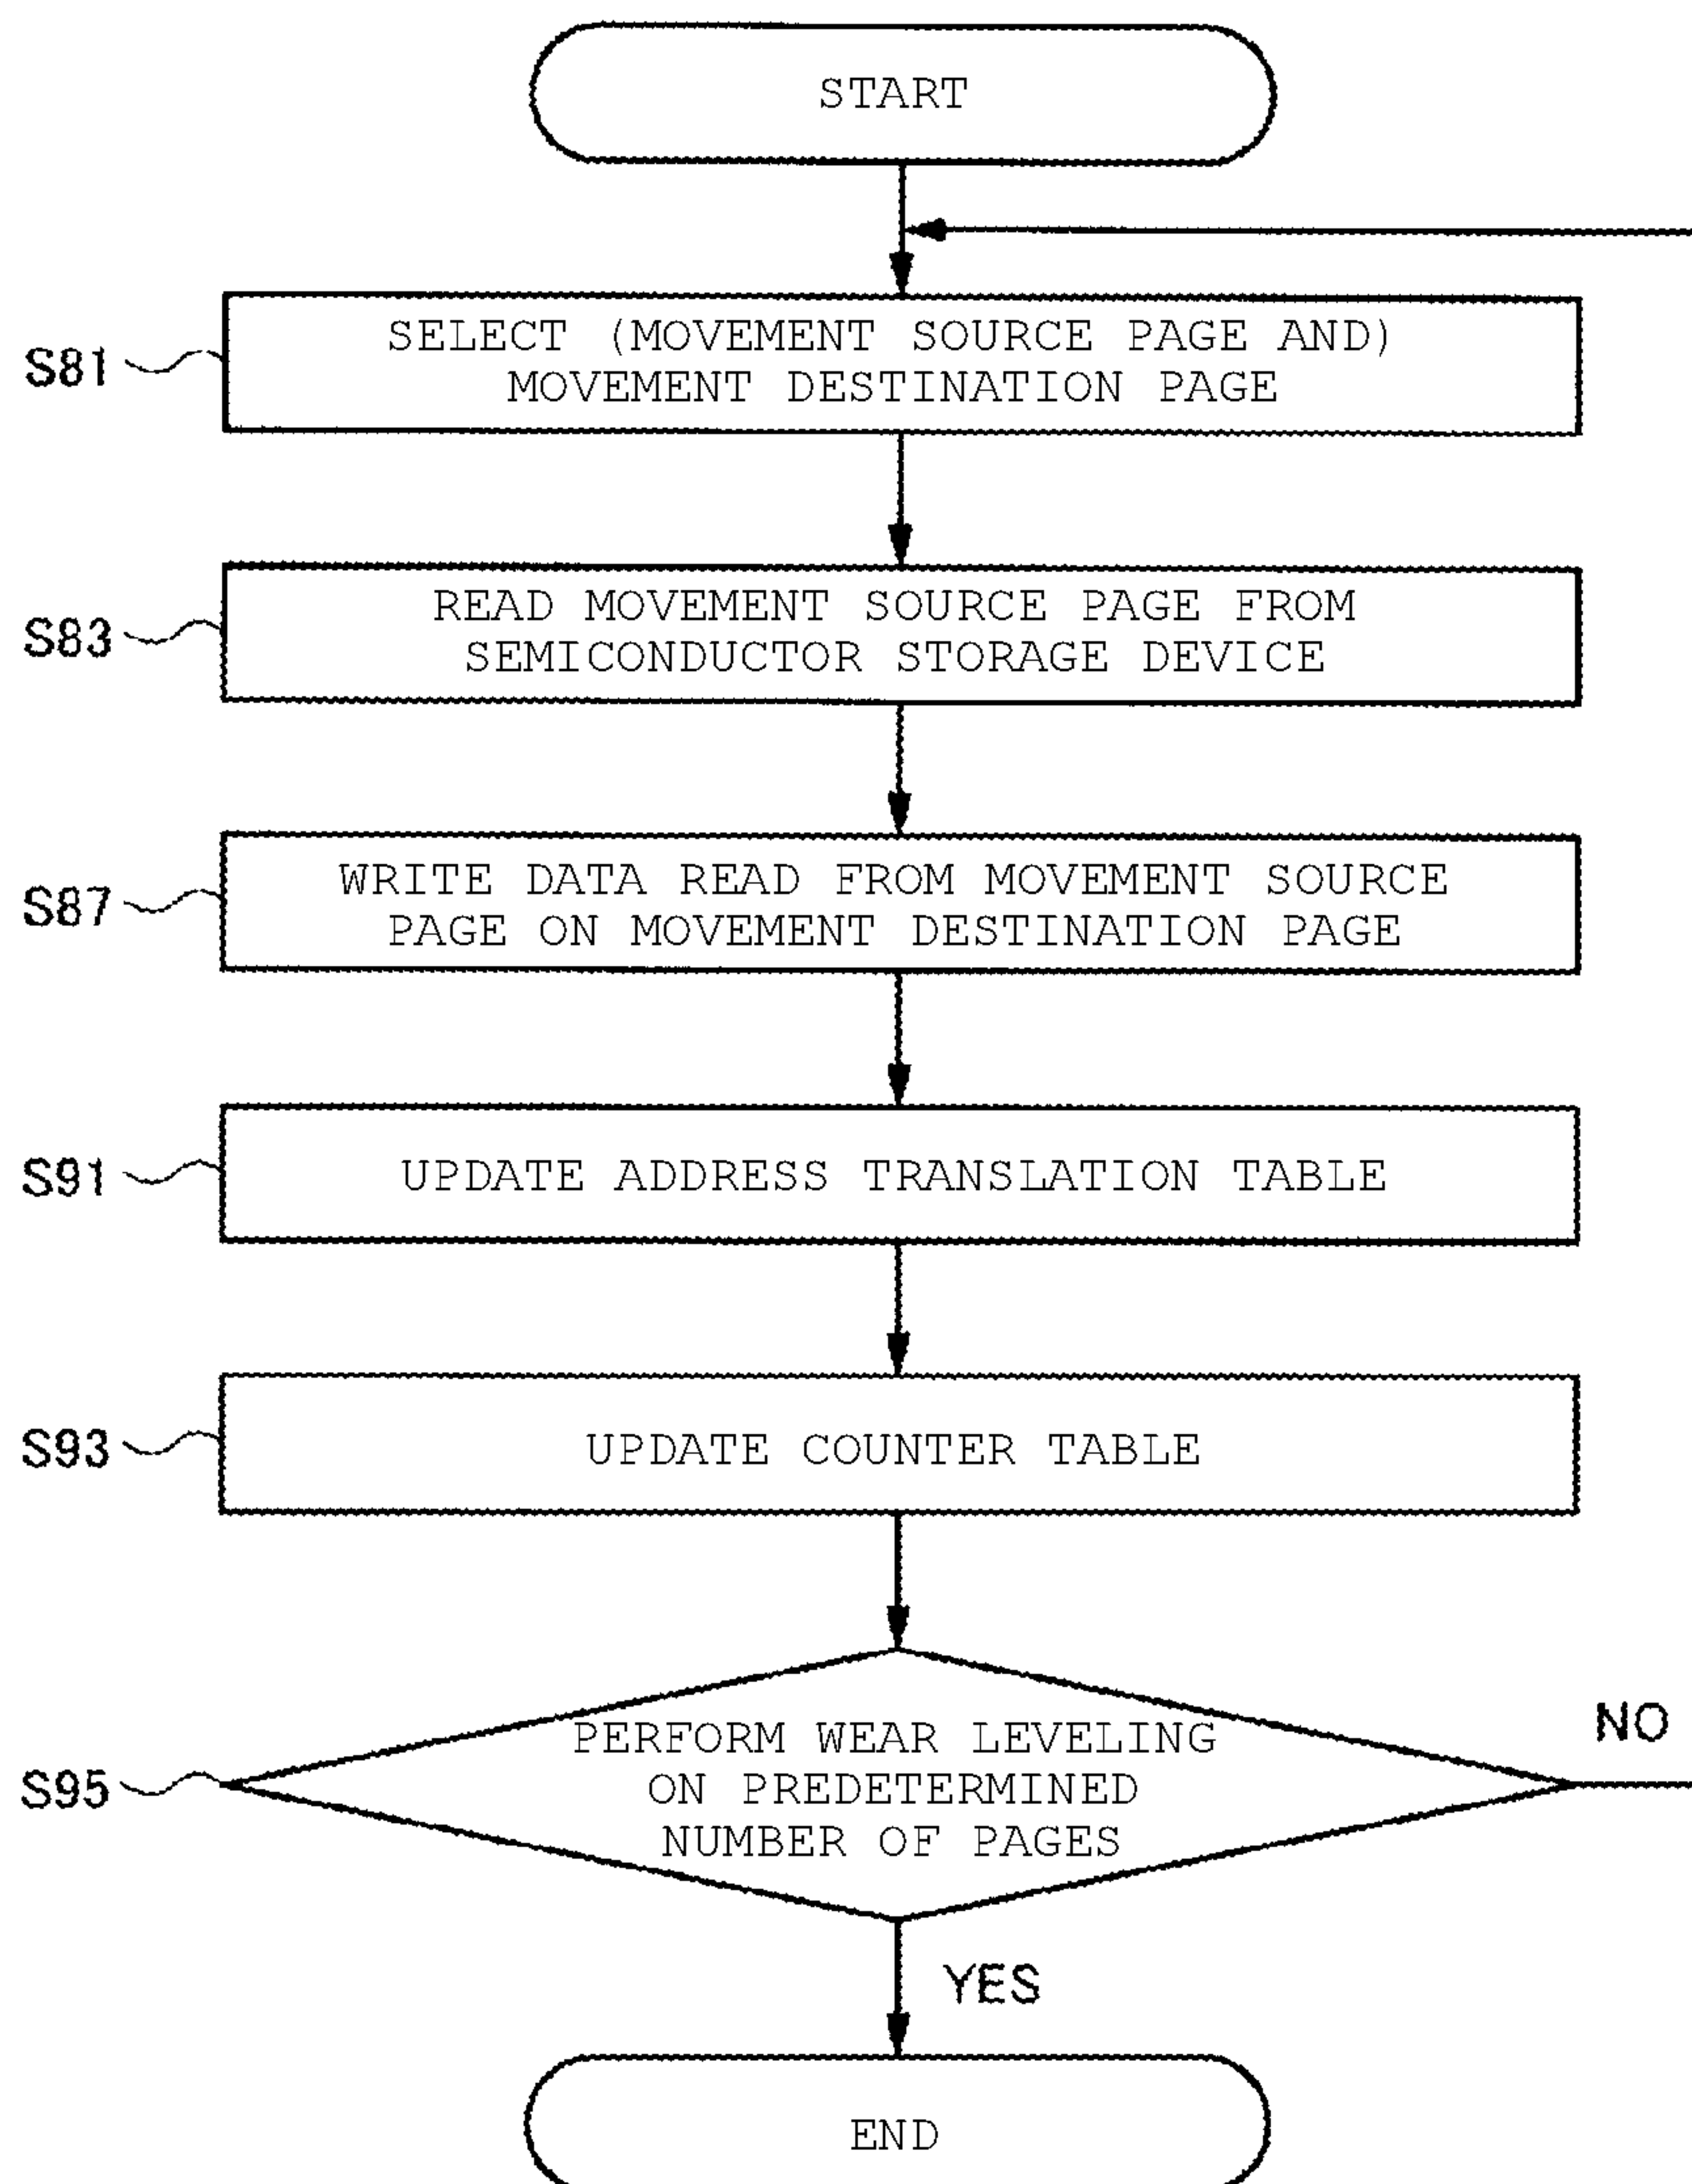 START
S81
SELECT (MOVEMENT SOURCE PAGE AND)
MOVEMENT DESTINATION PAGE
S83
READ MOVEMENT SOURCE PAGE FROM
SEMICONDUCTOR STORAGE DEVICE
S87
WRITE DATA READ FROM MOVEMENT SOURCE
PAGE ON MOVEMENT DESTINATION PAGE
S91
UPDATE ADDRESS TRANSLATION TABLE
S93
UPDATE COUNTER TABLE
S95
PERFORM WEAR LEVELING
ON PREDETERMINED
NUMBER OF PAGES
NO
YES
END